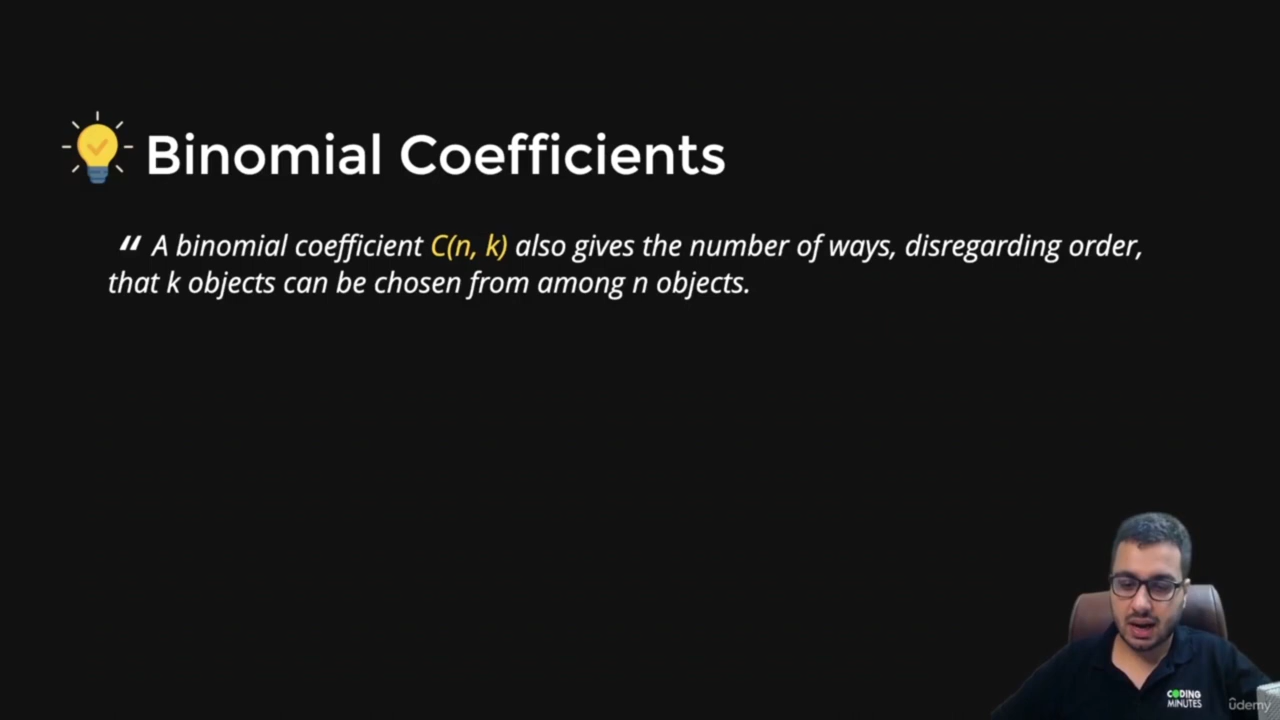 Binomial Coefficients
“ A binomial coefficient C(n, k) also gives the number of ways, disregarding order,
that k objects can be chosen from among n objects.
CODING
MINUTES
ûdemy